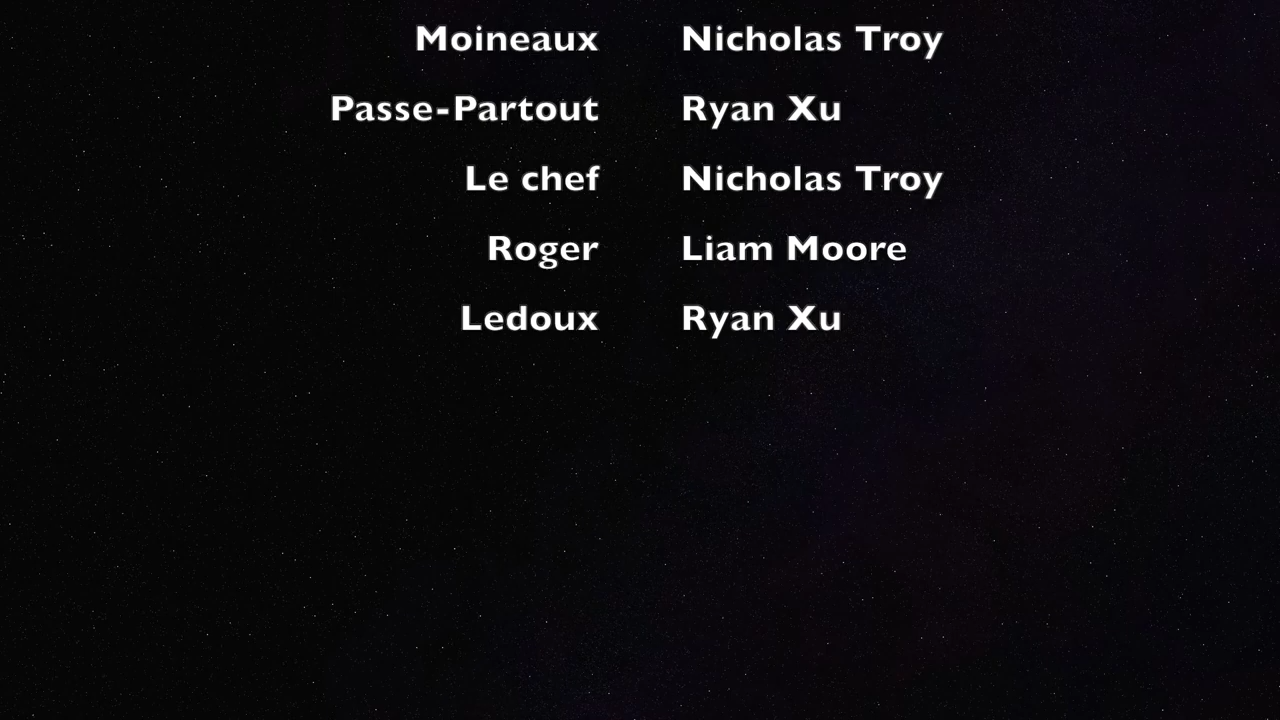 Moineaux Nicholas Troy
Passe-Partout Ryan Xu
Le chef Nicholas Troy
Roger Liam Moore
Ledoux Ryan Xu